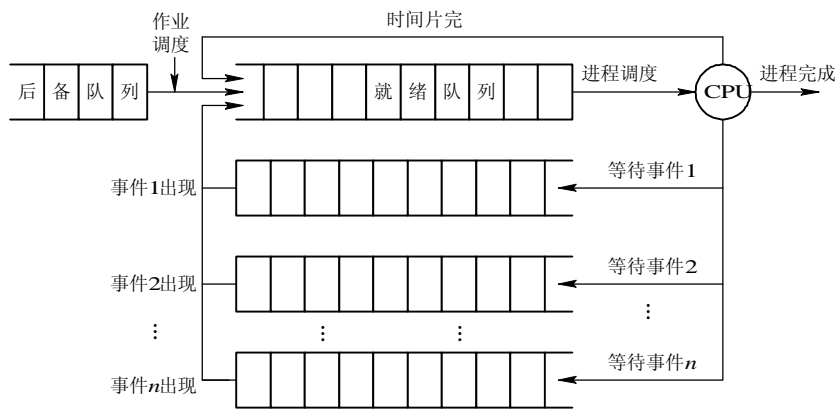 时间片完
作业
调度
后备队列
就绪队列
进程调度
CPU
进程完成
事件1出现
等待事件1
事件2出现
等待事件2
事件n出现
等待事件n